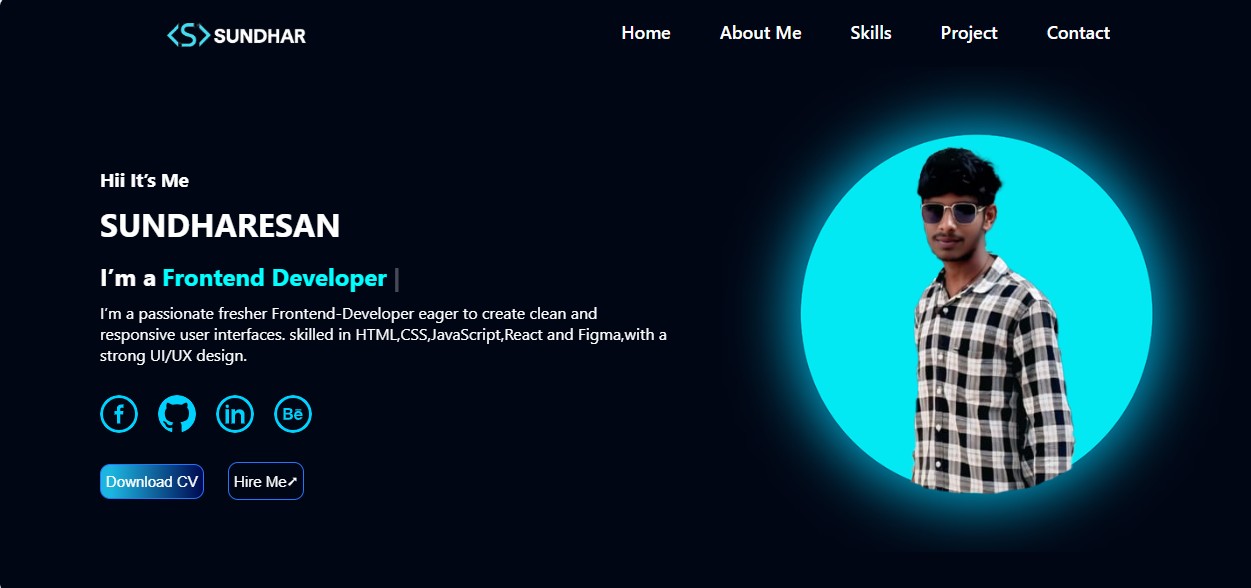 <S> SUNDHAR
Home About Me Skills Project Contact
Hii It's Me
SUNDHARESAN
I'm a Frontend Developer |
I'm a passionate fresher Frontend-Developer eager to create clean and
responsive user interfaces. skilled in HTML,CSS,JavaScript,React and Figma,with a
strong UI/UX design.
f in Bē
Download CV Hire Me↗